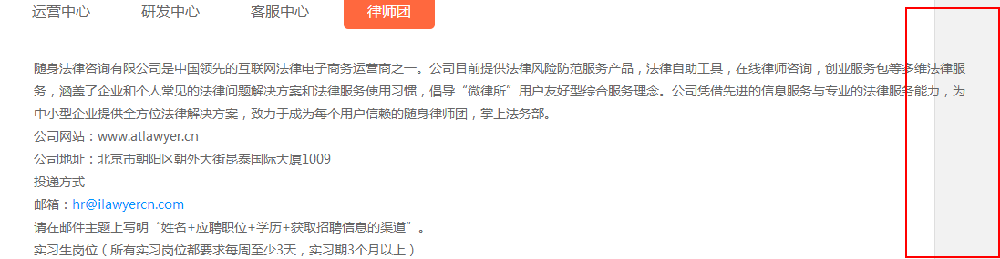 运营中心 研发中心 客服中心 律师团
随身法律咨询有限公司是中国领先的互联网法律电子商务运营商之一。公司目前提供法律风险防范服务产品，法律自助工具，在线律师咨询，创业服务包等多维法律服
务，涵盖了企业和个人常见的法律问题解决方案和法律服务使用习惯，倡导“微律所”用户友好型综合服务理念。公司凭借先进的信息服务与专业的法律服务能力，为
中小型企业提供全方位法律解决方案，致力于成为每个用户信赖的随身律师团，掌上法务部。
公司网站：www.atlawyer.cn
公司地址：北京市朝阳区朝外大街昆泰国际大厦1009
投递方式
邮箱：hr@ilawyercn.com
请在邮件主题上写明“姓名+应聘职位+学历+获取招聘信息的渠道”。
实习生岗位（所有实习岗位都要求每周至少3天，实习期3个月以上）